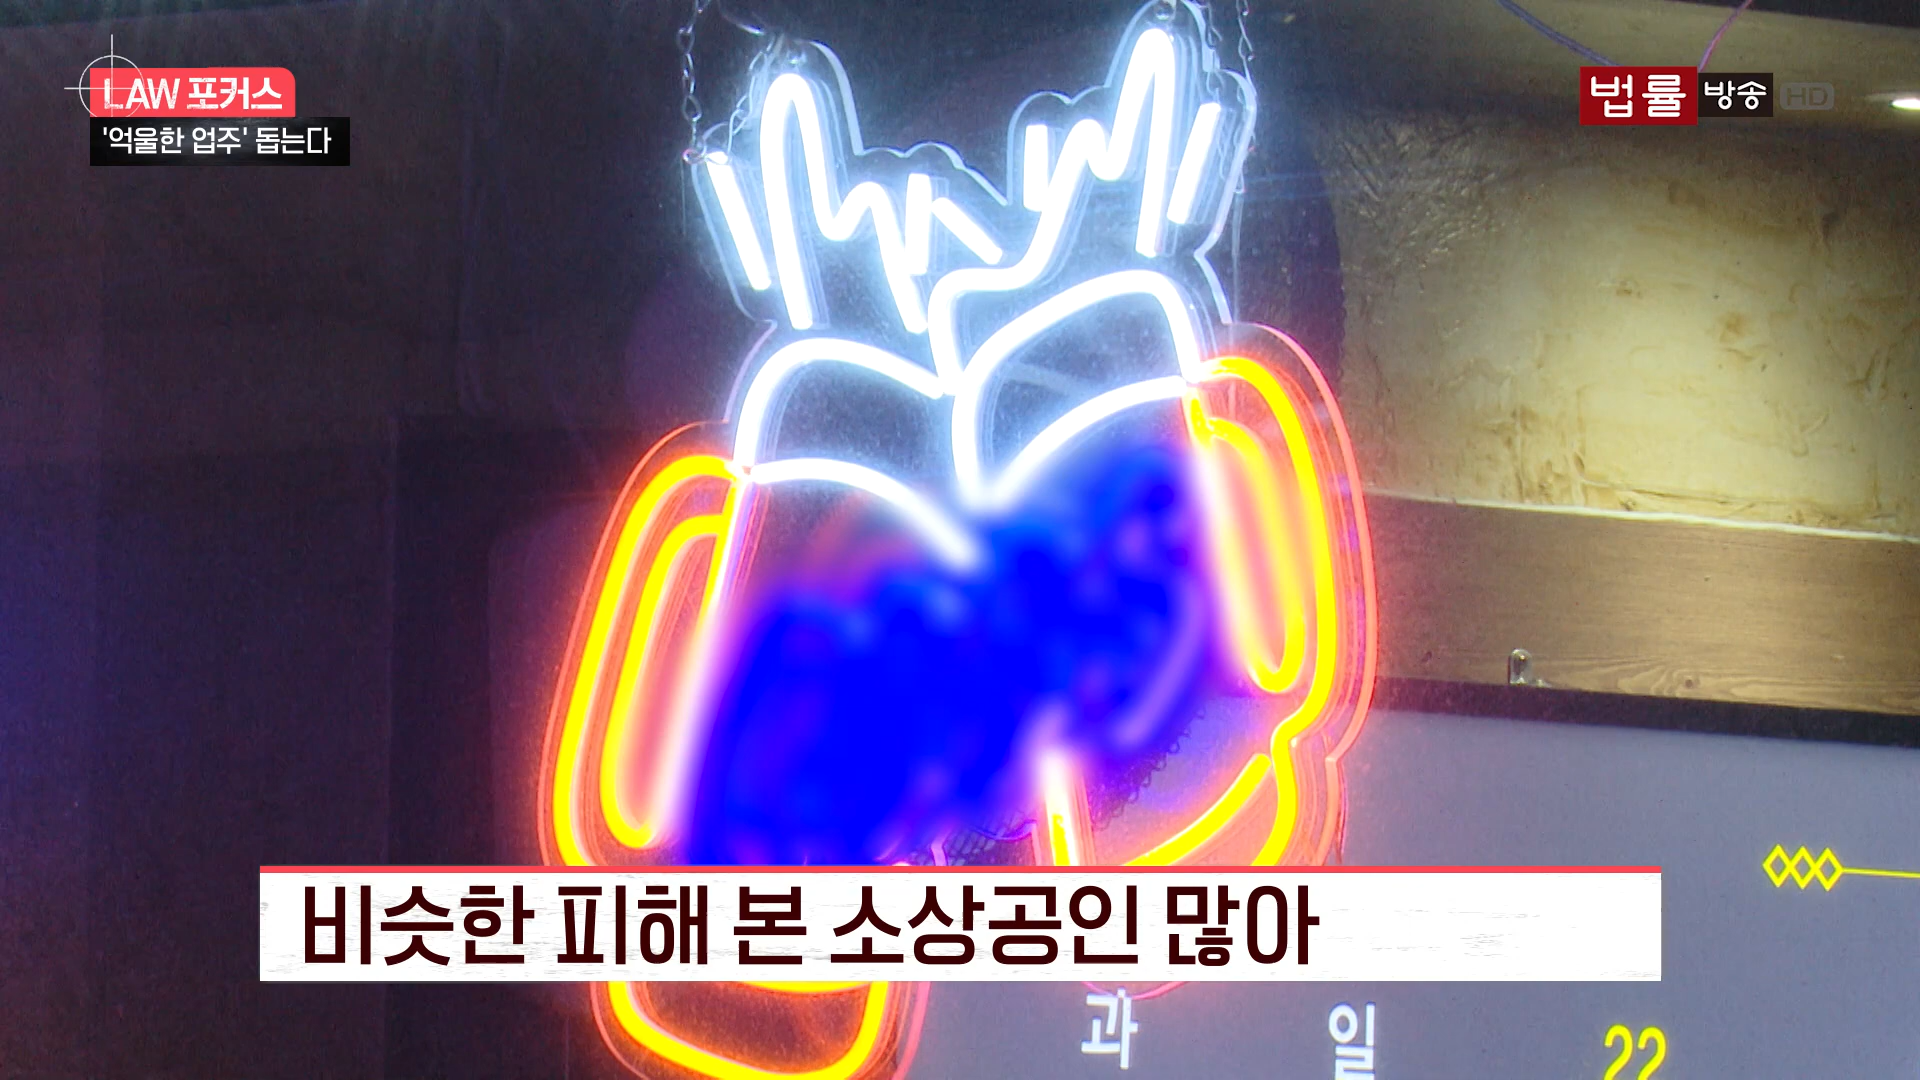 LAW 포커스
'억울한 업주' 돕는다
법률방송 HD
비슷한 피해 본 소상공인 많아
과 일 22